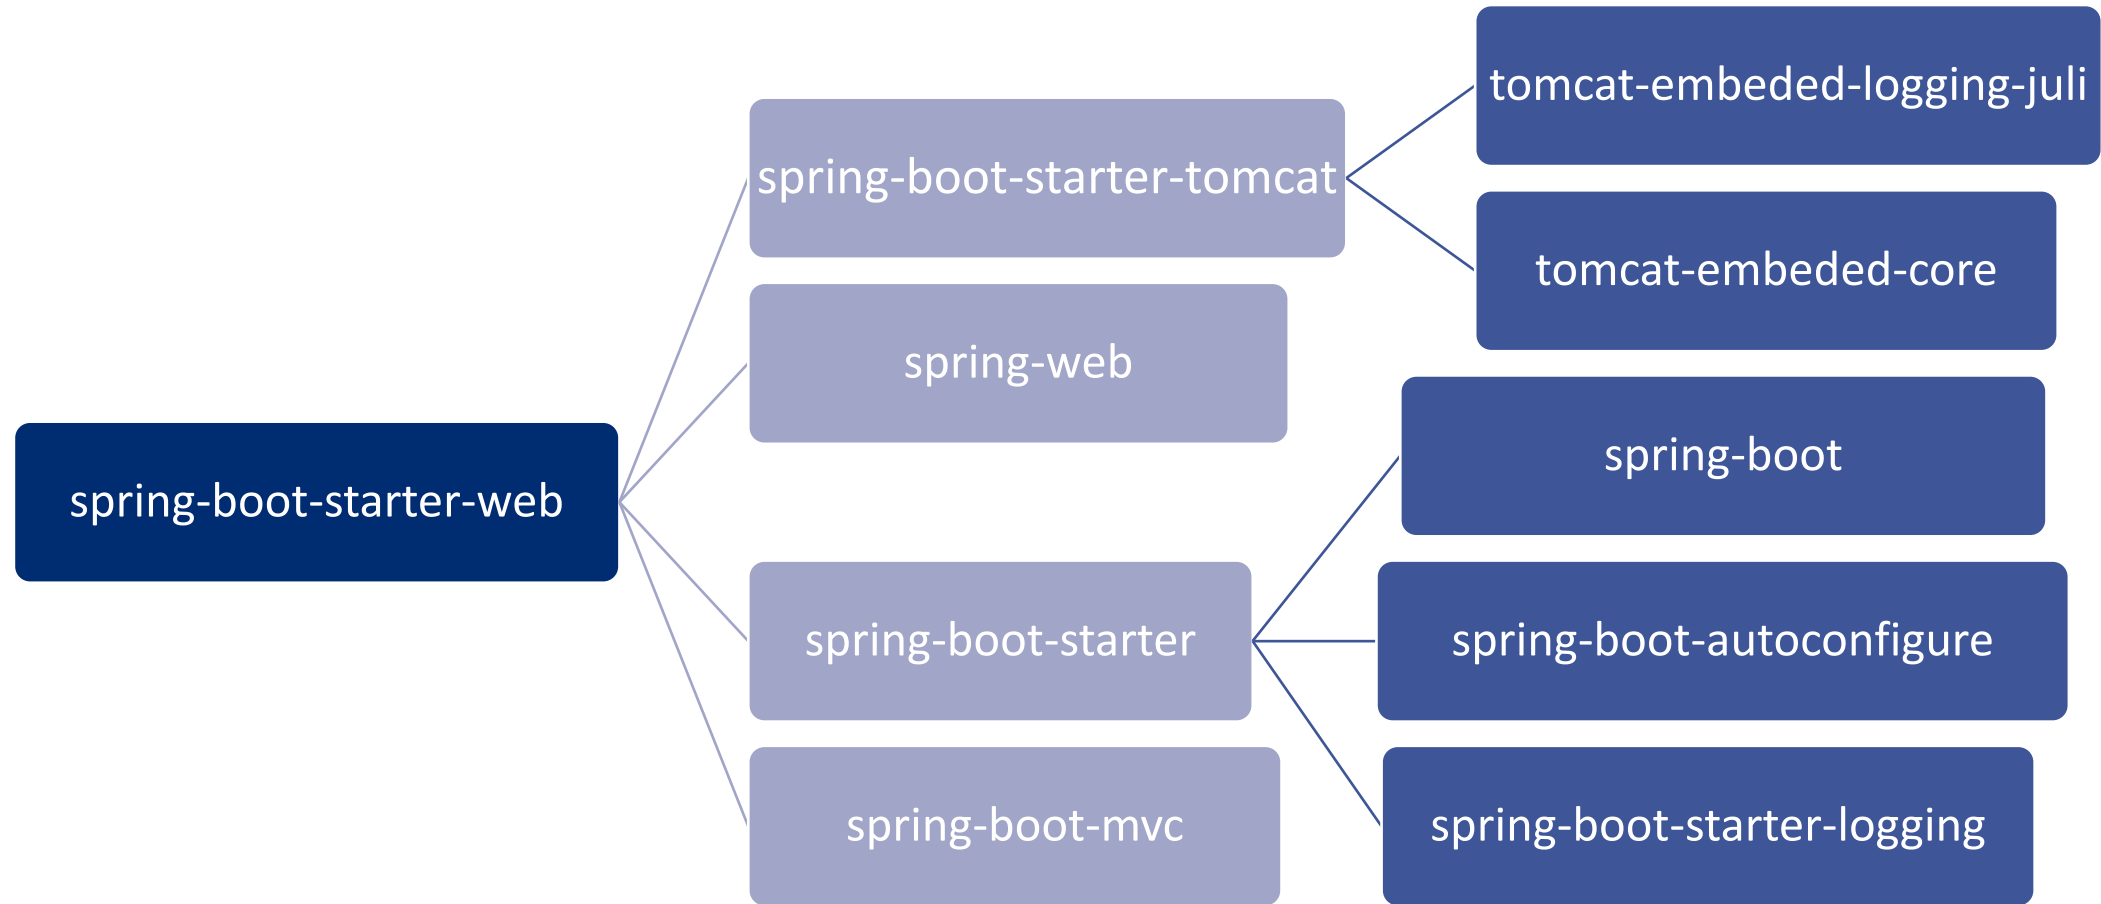 spring-boot-starter-web
spring-boot-starter-tomcat
tomcat-embeded-logging-juli
tomcat-embeded-core
spring-web
spring-boot-starter
spring-boot
spring-boot-autoconfigure
spring-boot-starter-logging
spring-boot-mvc